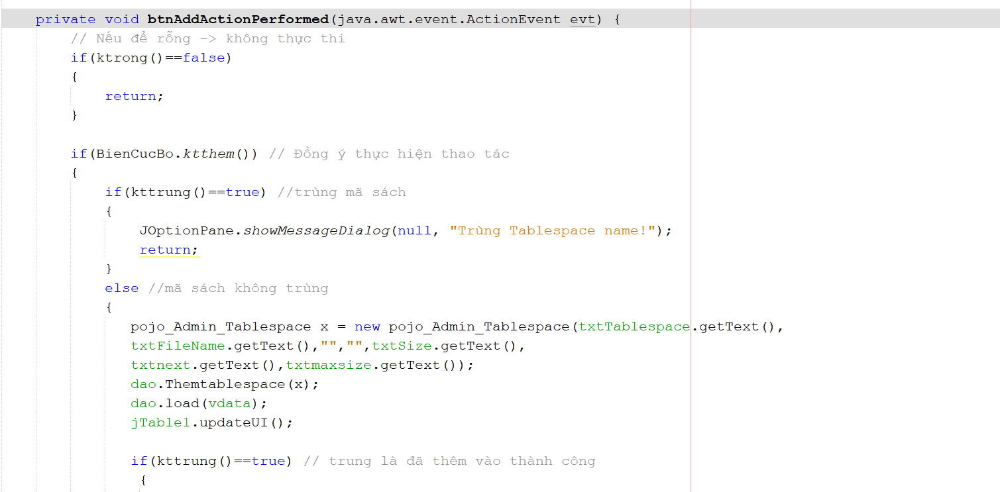 private void btnAddActionPerformed(java.awt.event.ActionEvent evt) {
// Nếu để rỗng -> không thực thi
if(ktrong()==false)
{
return;
}
if(BienCucBo.ktthem()) // Đồng ý thực hiện thao tác
{
if(kttrung()==true) //trùng mã sách
{
JOptionPane.showMessageDialog(null, "Trùng Tablespace name!");
return;
}
else //mã sách không trùng
{
pojo_Admin_Tablespace x = new pojo_Admin_Tablespace(txtTablespace.getText(),
txtFileName.getText(),"","",txtSize.getText(),
txtnext.getText(),txtmaxsize.getText());
dao.Themtablespace(x);
dao.load(vdata);
jTable1.updateUI();
if(kttrung()==true) // trung là đã thêm vào thành công
{